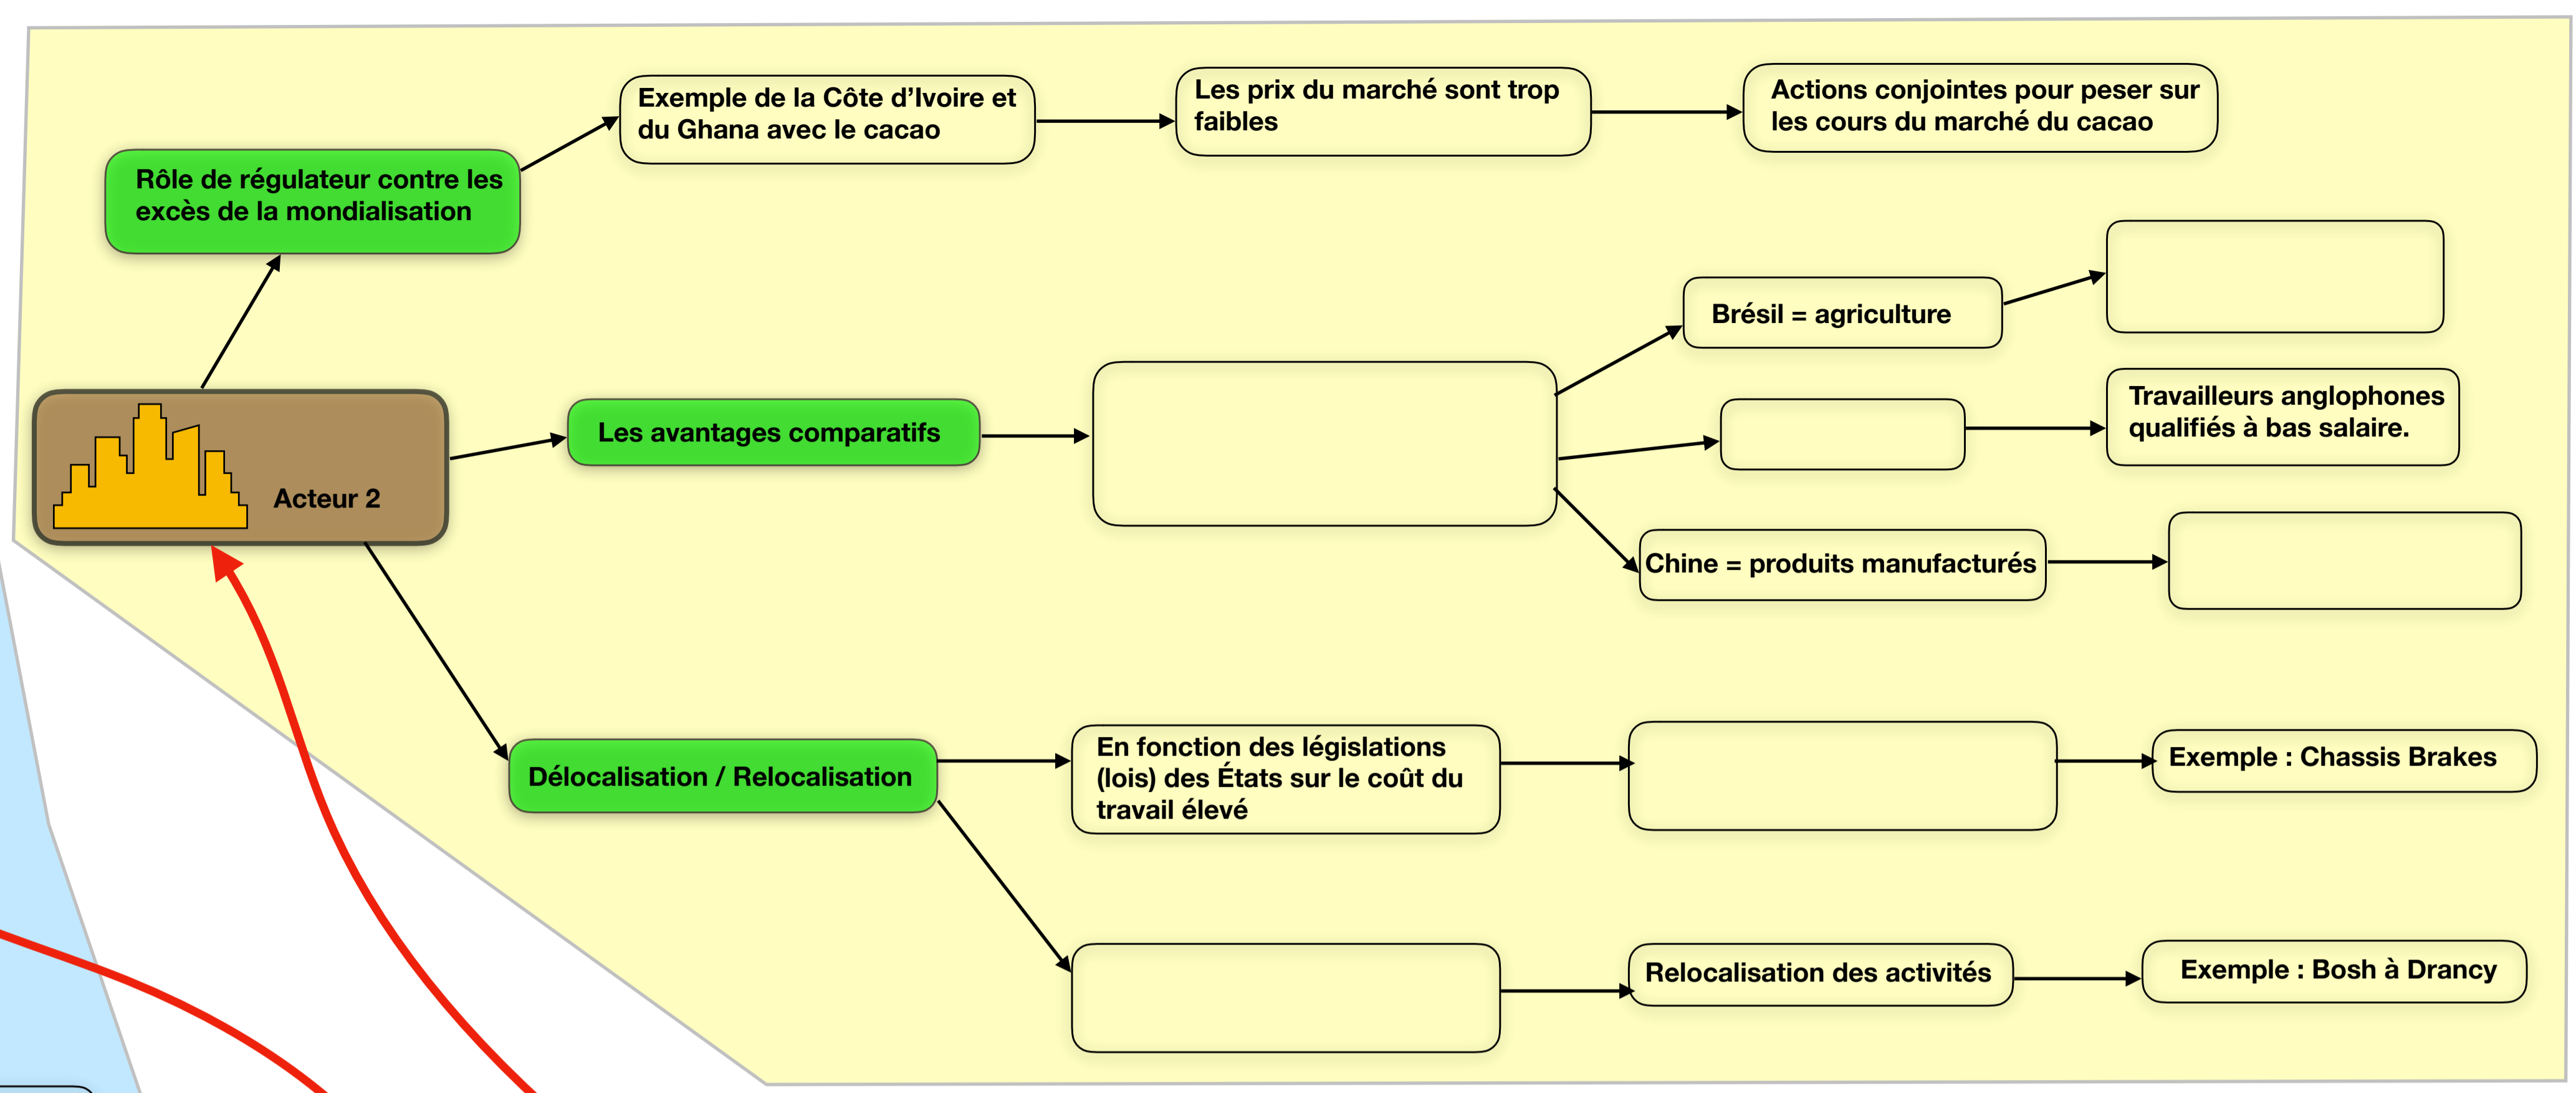 Exemple de la Côte d'Ivoire et
du Ghana avec le cacao
Les prix du marché sont trop
faibles
Actions conjointes pour peser sur
les cours du marché du cacao
Rôle de régulateur contre les
excès de la mondialisation
Brésil = agriculture
Les avantages comparatifs
Travailleurs anglophones
qualifiés à bas salaire.
Acteur 2
Chine = produits manufacturés
Délocalisation / Relocalisation
En fonction des législations
(lois) des États sur le coût du
travail élevé
Exemple : Chassis Brakes
Relocalisation des activités
Exemple : Bosh à Drancy